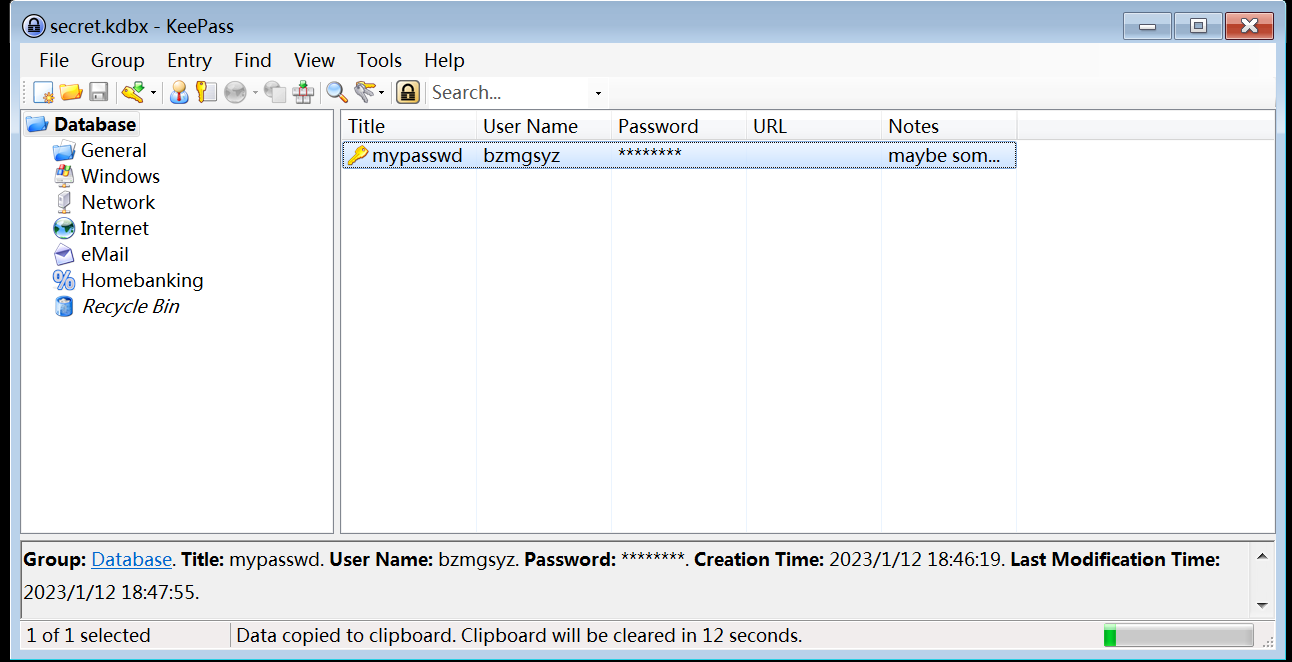 secret.kdbx - KeePass
File Group Entry Find View Tools Help
Search...
Database
General
Windows
Network
Internet
eMail
Homebanking
Recycle Bin
Title User Name Password URL Notes
mypasswd bzmgsyz ******** maybe som...
Group: Database. Title: mypasswd. User Name: bzmgsyz. Password: ********. Creation Time: 2023/1/12 18:46:19. Last Modification Time:
2023/1/12 18:47:55.
1 of 1 selected Data copied to clipboard. Clipboard will be cleared in 12 seconds.